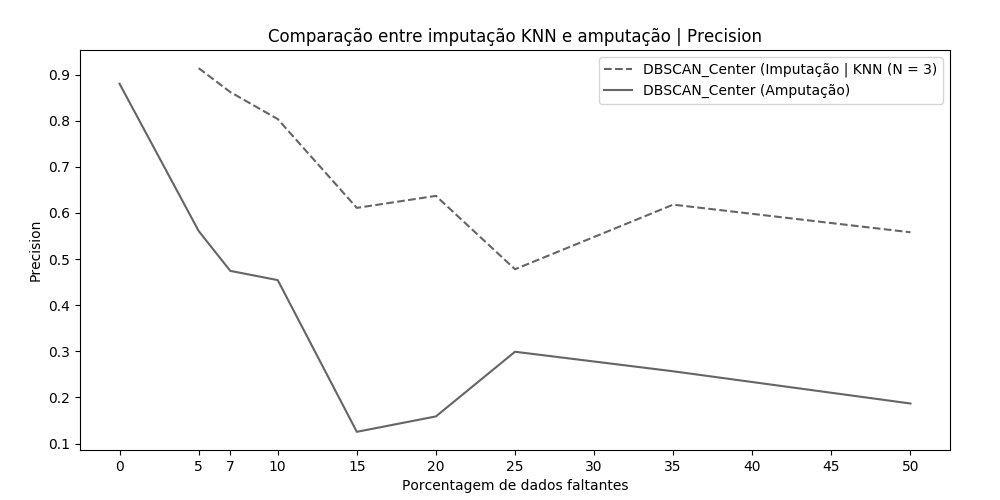 Comparação entre imputação KNN e amputação | Precision
DBSCAN_Center (Imputação | KNN (N = 3)
DBSCAN_Center (Amputação)
Precision
0.9
0.8
0.7
0.6
0.5
0.4
0.3
0.2
0.1
0 5 7 10 15 20 25 30 35 40 45 50
Porcentagem de dados faltantes